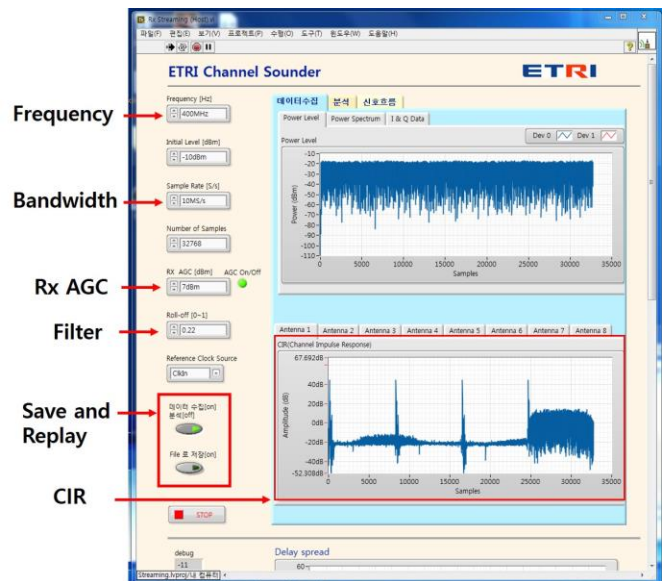 Rx Streaming (Host).vi
파일(F) 편집(E) 보기(V) 프로젝트(P) 수행(O) 도구(T) 윈도우(W) 도움말(H)
ETRI Channel Sounder
ETRI
Frequency
Frequency [Hz]
400MHz
Initial Level [dBm]
-10dBm
Bandwidth
Sample Rate [S/s]
10MS/s
Number of Samples
32768
Rx AGC
RX AGC [dBm] AGC On/Off
7dBm
Filter
Roll-off [0~1]
0.22
Reference Clock Source
ClkIn
Save and
Replay
데이터 수집[on]
분석[off]
File 로 저장[on]
CIR
STOP
데이터수집 분석 신호흐름
Power Level Power Spectrum I & Q Data
Power Level
Dev 0 Dev 1
Power (dBm)
-10
-20
-30
-40
-50
-60
-70
-80
-90
-100
-110
0 5000 10000 15000 20000 25000 30000 35000
Samples
Antenna 1 Antenna 2 Antenna 3 Antenna 4 Antenna 5 Antenna 6 Antenna 7 Antenna 8
CIR(Channel Impulse Response)
Amplitude (dB)
67.692dB
40dB
20dB
0dB
-20dB
-40dB
-52.308dB
0 5000 10000 15000 20000 25000 30000 35000
Samples
debug
-11
Delay spread
60
Streaming.lvproj/내 컴퓨터